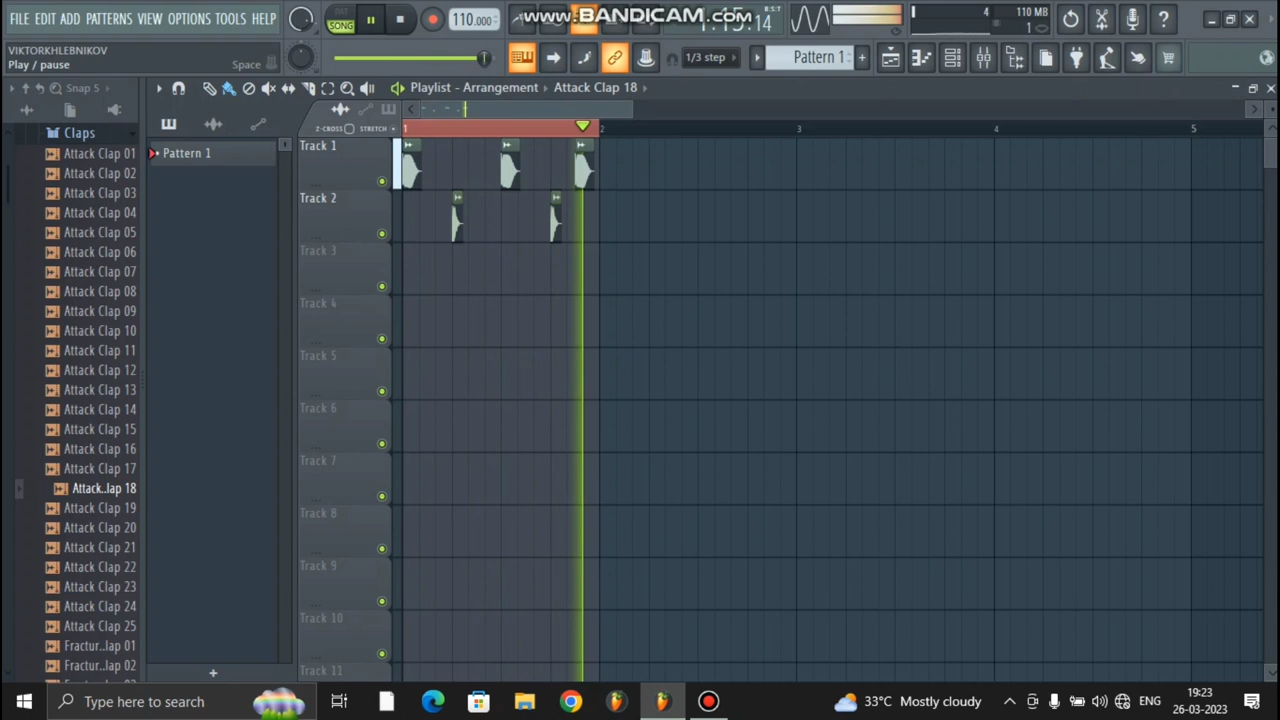 FILE EDIT ADD PATTERNS VIEW OPTIONS TOOLS HELP
PAT
SONG
110.000
www.BANDICAM.com
1:15:14
B:S:T
4
110 MB
1
VIKTORKHLEBNIKOV
Play / pause
Space
1/3 step
Pattern 1
Snap 5
Playlist - Arrangement
Attack Clap 18
Claps
Attack Clap 01
Attack Clap 02
Attack Clap 03
Attack Clap 04
Attack Clap 05
Attack Clap 06
Attack Clap 07
Attack Clap 08
Attack Clap 09
Attack Clap 10
Attack Clap 11
Attack Clap 12
Attack Clap 13
Attack Clap 14
Attack Clap 15
Attack Clap 16
Attack Clap 17
Attack..lap 18
Attack Clap 19
Attack Clap 20
Attack Clap 21
Attack Clap 22
Attack Clap 23
Attack Clap 24
Attack Clap 25
Fractur..lap 01
Fractur..lap 02
Pattern 1
Z-CROSS
STRETCH
1
2
3
4
5
Track 1
Track 2
Track 3
Track 4
Track 5
Track 6
Track 7
Track 8
Track 9
Track 10
Track 11
Type here to search
33°C Mostly cloudy
ENG
19:23
26-03-2023